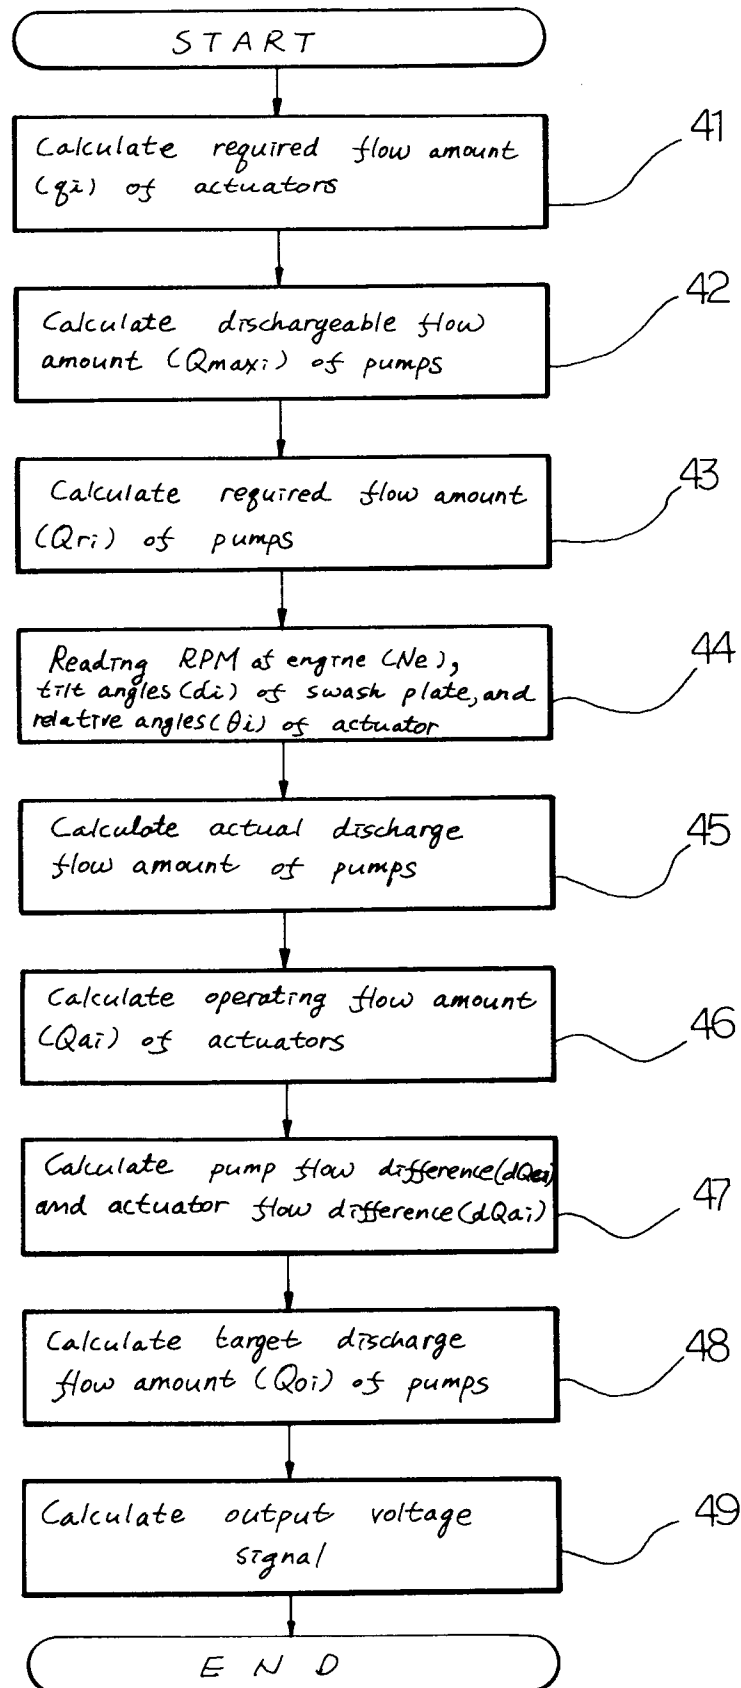 START
Calculate required flow amount
(qi) of actuators
41
Calculate dischargeable flow
amount (Qmaxi) of pumps
42
Calculate required flow amount
(Qri) of pumps
43
Reading RPM of engine (Ne),
tilt angles (di) of swash plate, and
relative angles (θi) of actuator
44
Calculate actual discharge
flow amount of pumps
45
Calculate operating flow amount
(Qai) of actuators
46
Calculate pump flow difference (dQei)
and actuator flow difference (dQai)
47
Calculate target discharge
flow amount (Qoi) of pumps
48
Calculate output voltage
signal
49
END